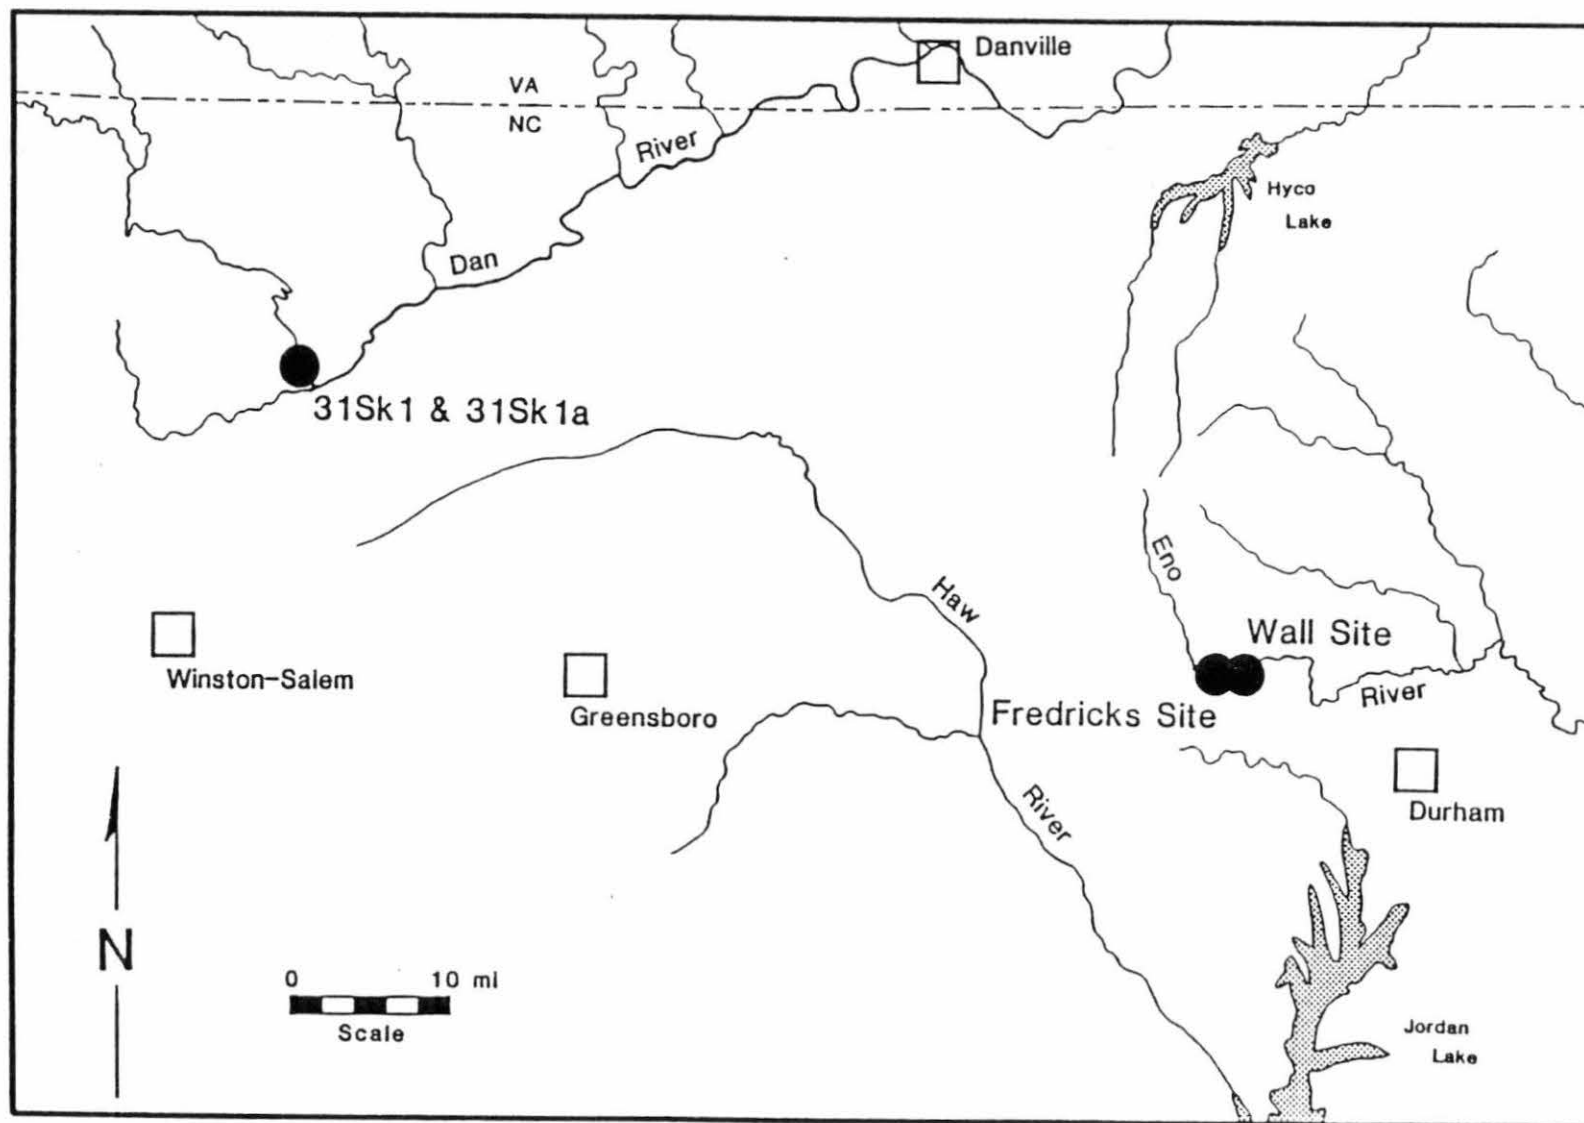 Danville
VA
NC
River
Dan
Hyco
Lake
31Sk1 & 31Sk1a
Eno
Haw
Wall Site
Winston-Salem
Greensboro
Fredricks Site
River
River
Durham
N
0 10 mi
Scale
Jordan
Lake